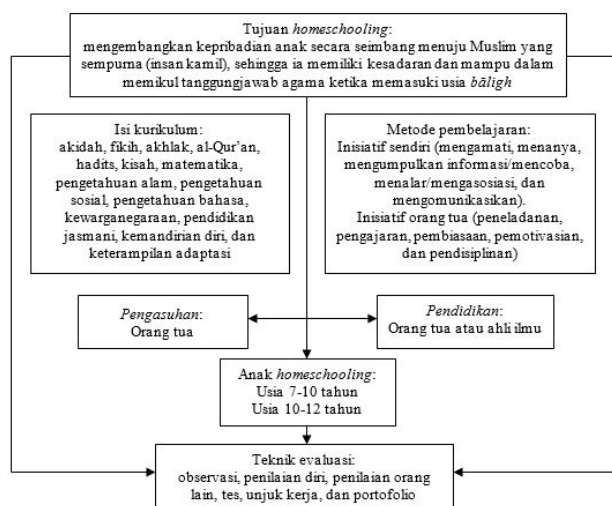 Tujuan homeschooling:
mengembangkan kepribadian anak secara seimbang menuju Muslim yang
sempurna (insan kamil), sehingga ia memiliki kesadaran dan mampu dalam
memikul tanggungjawab agama ketika memasuki usia bāligh
Isi kurikulum:
akidah, fikih, akhlak, al-Qur'an,
hadits, kisah, matematika,
pengetahuan alam, pengetahuan
sosial, pengetahuan bahasa,
kewarganegaraan, pendidikan
jasmani, kemandirian diri, dan
keterampilan adaptasi
Metode pembelajaran:
Inisiatif sendiri (mengamati, menanya,
mengumpulkan informasi/mencoba,
menalar/mengasosiasi, dan
mengomunikasikan).
Inisiatif orang tua (peneladanan,
pengajaran, pembiasaan, pemotivasian,
dan pendisiplinan)
Pengasuhan:
Orang tua
Pendidikan:
Orang tua atau ahli ilmu
Anak homeschooling:
Usia 7-10 tahun
Usia 10-12 tahun
Teknik evaluasi:
observasi, penilaian diri, penilaian orang
lain, tes, unjuk kerja, dan portofolio